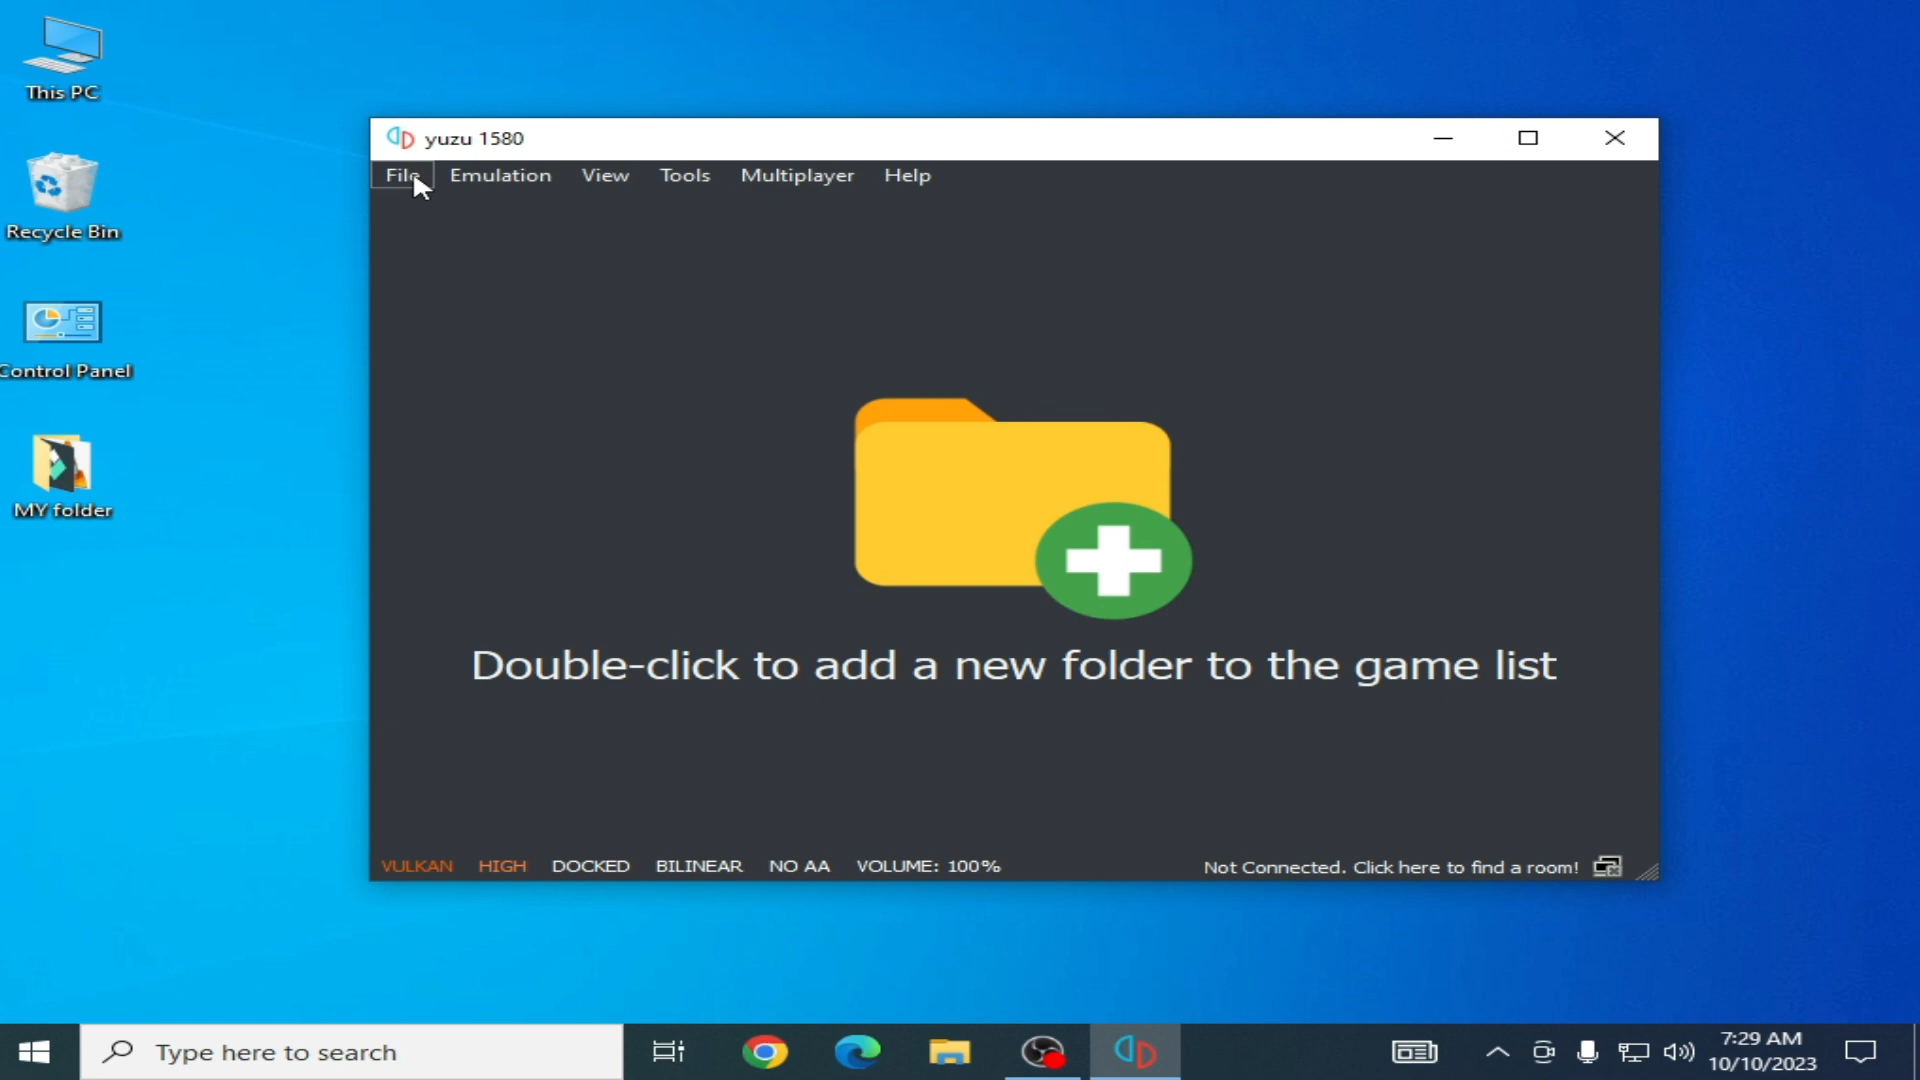 This PC
Recycle Bin
Control Panel
MY folder
yuzu 1580
File Emulation View Tools Multiplayer Help
Double-click to add a new folder to the game list
VULKAN HIGH DOCKED BILINEAR NO AA VOLUME: 100% Not Connected. Click here to find a room!
Type here to search
7:29 AM
10/10/2023